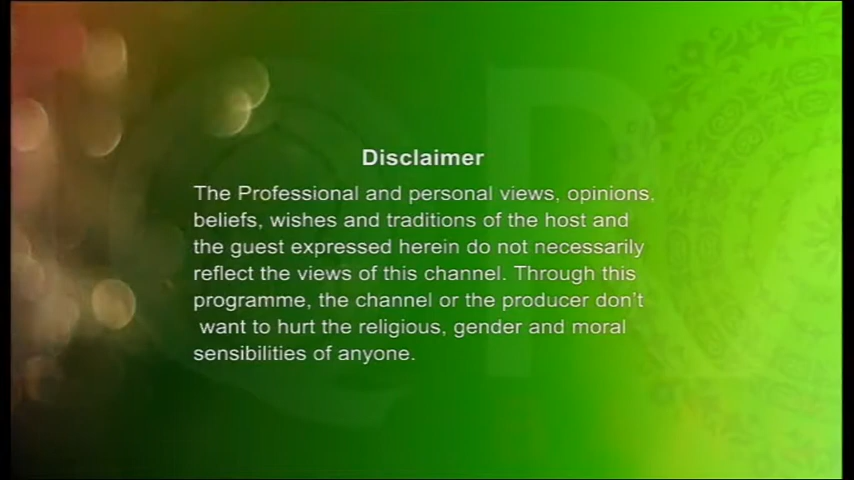 Disclaimer
The Professional and personal views, opinions,
beliefs, wishes and traditions of the host and
the guest expressed herein do not necessarily
reflect the views of this channel. Through this
programme, the channel or the producer don't
want to hurt the religious, gender and moral
sensibilities of anyone.